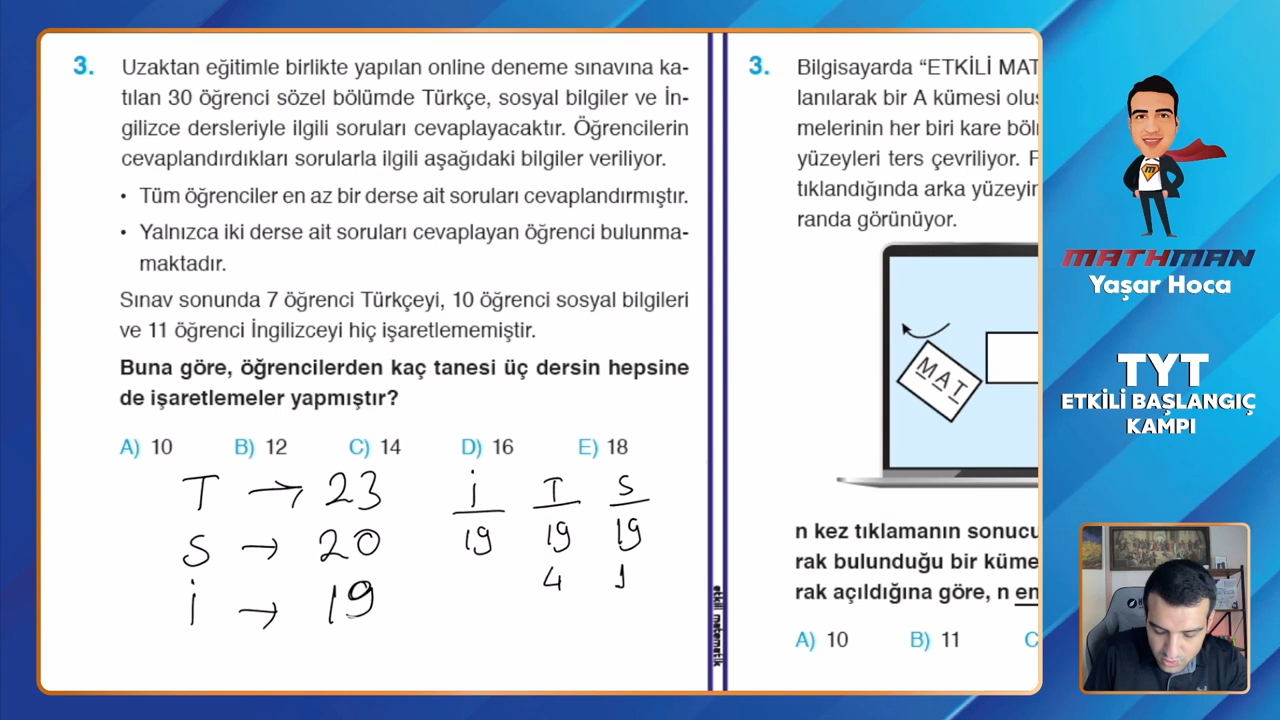 3. Uzaktan eğitimle birlikte yapılan online deneme sınavına ka-
tılan 30 öğrenci sözel bölümde Türkçe, sosyal bilgiler ve İn-
gilizce dersleriyle ilgili soruları cevaplayacaktır. Öğrencilerin
cevaplandırdıkları sorularla ilgili aşağıdaki bilgiler veriliyor.
• Tüm öğrenciler en az bir derse ait soruları cevaplandırmıştır.
• Yalnızca iki derse ait soruları cevaplayan öğrenci bulunma-
maktadır.
Sınav sonunda 7 öğrenci Türkçeyi, 10 öğrenci sosyal bilgileri
ve 11 öğrenci İngilizceyi hiç işaretlememiştir.
Buna göre, öğrencilerden kaç tanesi üç dersin hepsine
de işaretlemeler yapmıştır?
A) 10 B) 12 C) 14 D) 16 E) 18
T → 23
S → 20
i → 19
i T S
19 19 19
4 1
etkili matematik
3. Bilgisayarda “ETKİLİ MAT
lanılarak bir A kümesi oluş
melerinin her biri kare böl
yüzeyleri ters çevriliyor. F
tıklandığında arka yüzeyin
randa görünüyor.
MAT
n kez tıklamanın sonucu
rak bulunduğu bir küme
rak açıldığına göre, n en
A) 10 B) 11 C
MATHMAN
Yaşar Hoca
TYT
ETKİLİ BAŞLANGIÇ
KAMPI